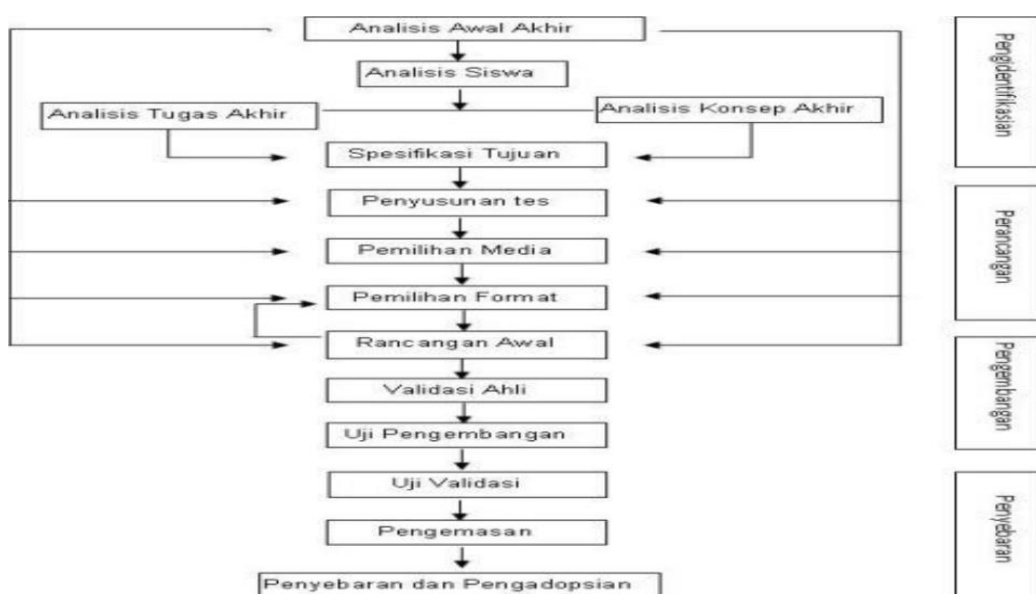 Analisis Awal Akhir
Analisis Siswa
Analisis Tugas Akhir
Analisis Konsep Akhir
Spesifikasi Tujuan
Penyusunan tes
Pemilihan Media
Pemilihan Format
Rancangan Awal
Validasi Ahli
Uji Pengembangan
Uji Validasi
Pengemasan
Penyebaran dan Pengadopsian
Pengidentifikasian
Perancangan
Pengembangan
Penyebaran